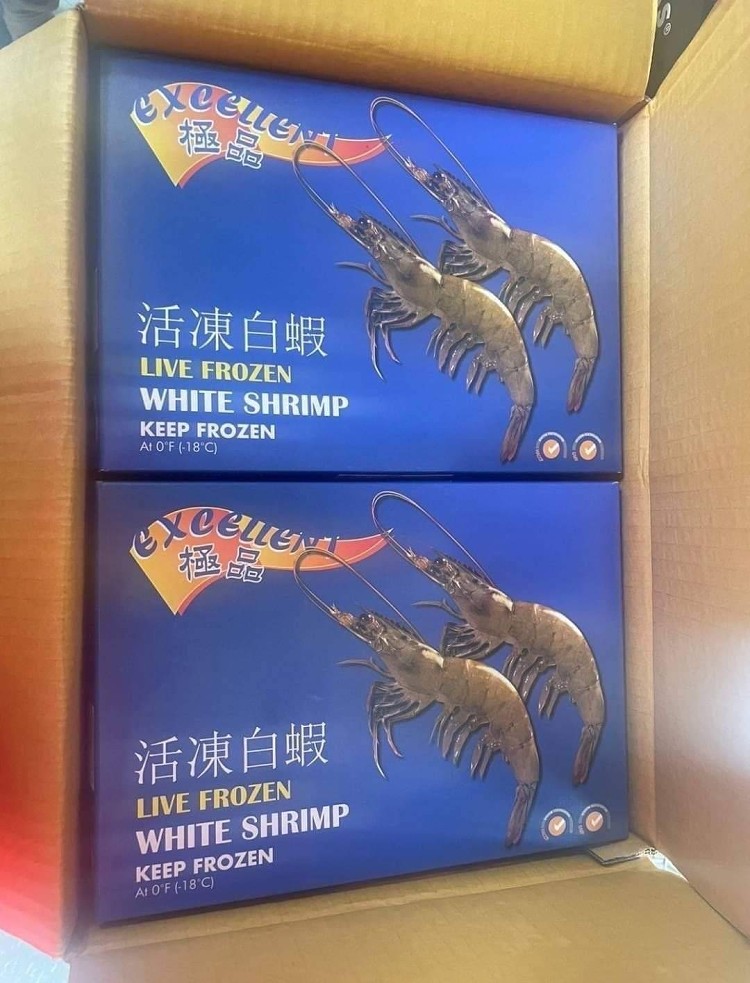 EXCELLENT
極品
活凍白蝦
LIVE FROZEN
WHITE SHRIMP
KEEP FROZEN
At 0°F (-18°C)
EXCELLENT
極品
活凍白蝦
LIVE FROZEN
WHITE SHRIMP
KEEP FROZEN
At 0°F (-18°C)